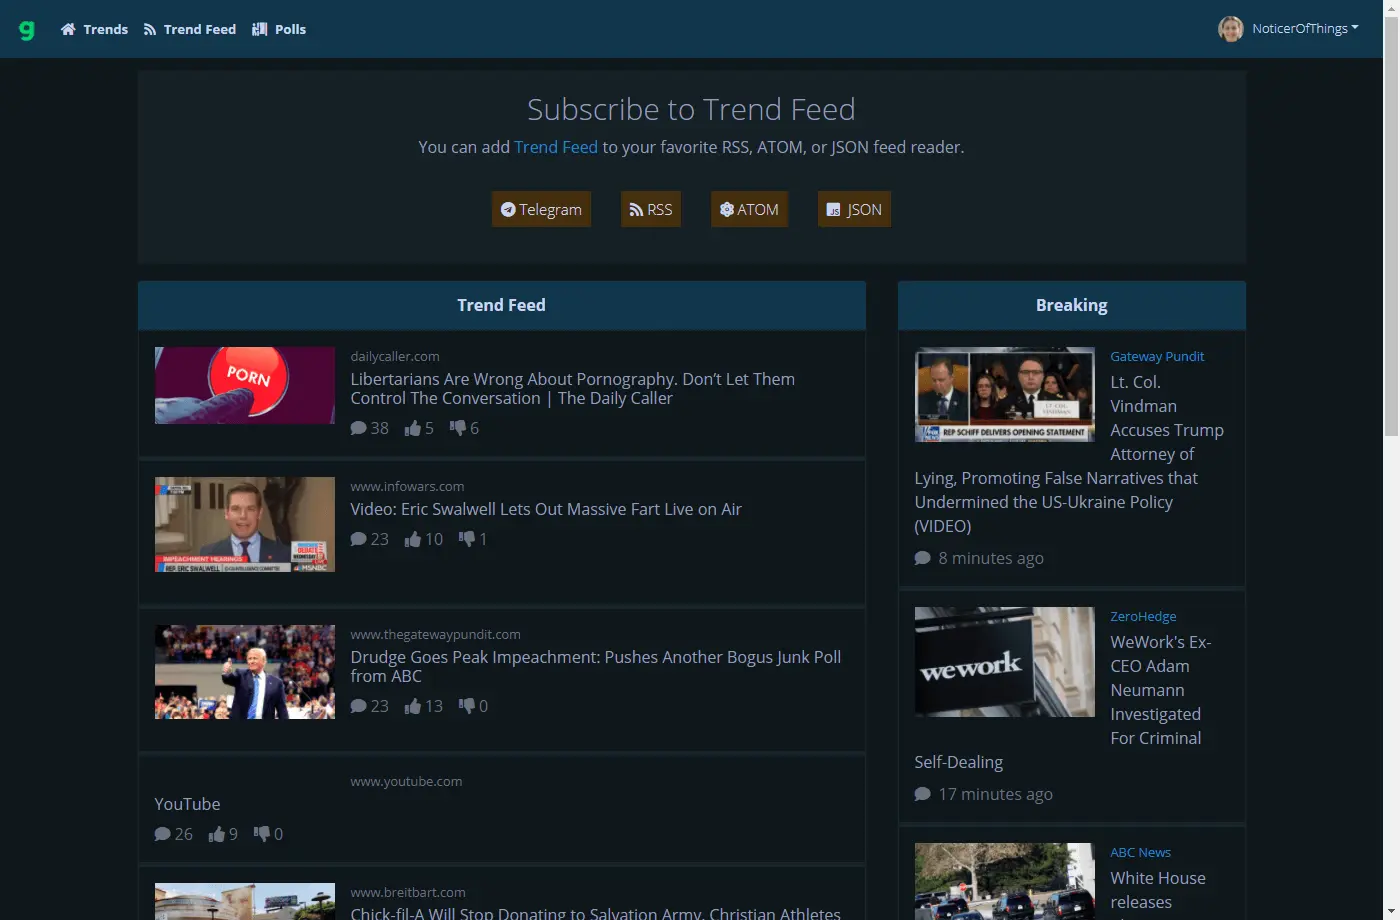 g Trends Trend Feed Polls NoticerOfThings
Subscribe to Trend Feed
You can add Trend Feed to your favorite RSS, ATOM, or JSON feed reader.
Telegram RSS ATOM JS JSON
Trend Feed
PORN
dailycaller.com
Libertarians Are Wrong About Pornography. Don’t Let Them
Control The Conversation | The Daily Caller
38 5 6
www.infowars.com
Video: Eric Swalwell Lets Out Massive Fart Live on Air
23 10 1
IMPEACHMENT HEARINGS
REP. ERIC SWALWELL
MSNBC
www.thegatewaypundit.com
Drudge Goes Peak Impeachment: Pushes Another Bogus Junk Poll
from ABC
23 13 0
www.youtube.com
YouTube
26 9 0
www.breitbart.com
Chick-fil-A Will Stop Donating to Salvation Army, Christian Athletes
Breaking
LT. COL.
VINDMAN
FOX
NEWS
REP SCHIFF DELIVERS OPENING STATEMENT
Gateway Pundit
Lt. Col.
Vindman
Accuses Trump
Attorney of
Lying, Promoting False Narratives that
Undermined the US-Ukraine Policy
(VIDEO)
8 minutes ago
wework
ZeroHedge
WeWork's Ex-
CEO Adam
Neumann
Investigated
For Criminal
Self-Dealing
17 minutes ago
ABC News
White House
releases